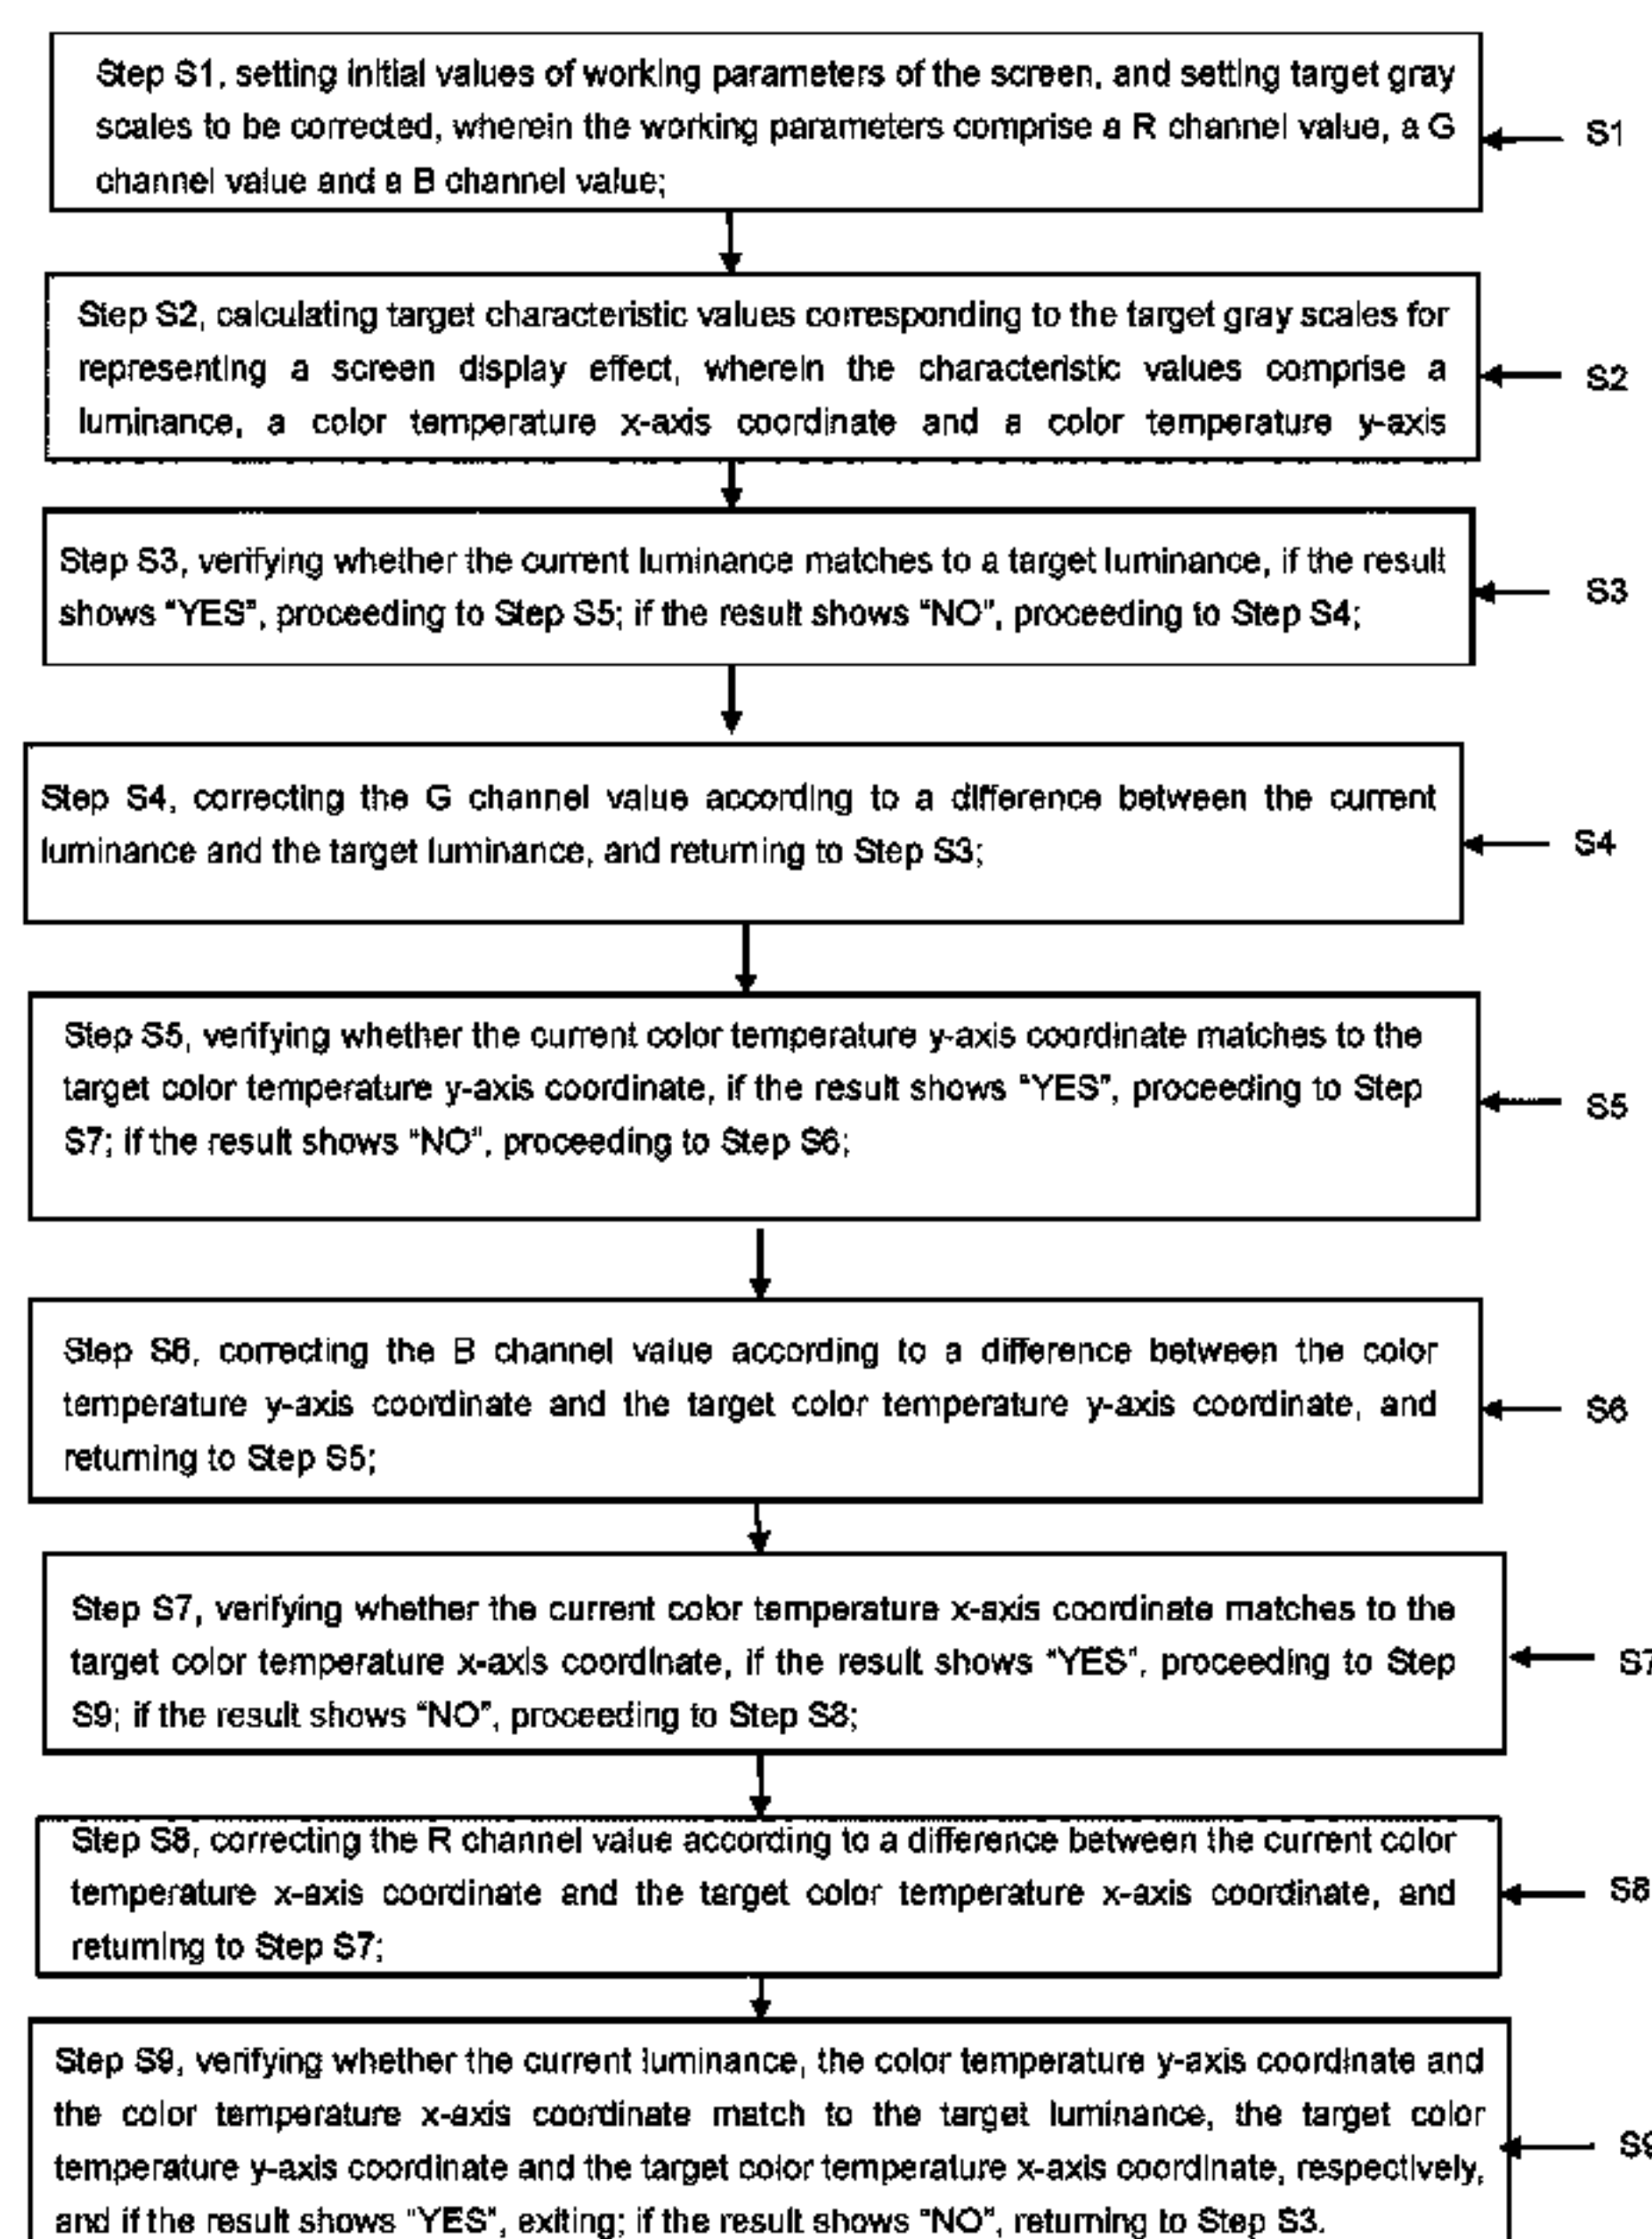 Step S1, setting initial values of working parameters of the screen, and setting target gray
scales to be corrected, wherein the working parameters comprise a R channel value, a G
channel value and a B channel value;
S1
Step S2, calculating target characteristic values corresponding to the target gray scales for
representing a screen display effect, wherein the characteristic values comprise a
luminance, a color temperature x-axis coordinate and a color temperature y-axis
S2
Step S3, verifying whether the current luminance matches to a target luminance, if the result
shows "YES", proceeding to Step S5; if the result shows "NO", proceeding to Step S4;
S3
Step S4, correcting the G channel value according to a difference between the current
luminance and the target luminance, and returning to Step S3;
S4
Step S5, verifying whether the current color temperature y-axis coordinate matches to the
target color temperature y-axis coordinate, if the result shows "YES", proceeding to Step
S7; if the result shows "NO", proceeding to Step S6;
S5
Step S6, correcting the B channel value according to a difference between the color
temperature y-axis coordinate and the target color temperature y-axis coordinate, and
returning to Step S5;
S6
Step S7, verifying whether the current color temperature x-axis coordinate matches to the
target color temperature x-axis coordinate, if the result shows "YES", proceeding to Step
S9; if the result shows "NO", proceeding to Step S8;
S7
Step S8, correcting the R channel value according to a difference between the current color
temperature x-axis coordinate and the target color temperature x-axis coordinate, and
returning to Step S7;
S8
Step S9, verifying whether the current luminance, the color temperature y-axis coordinate and
the color temperature x-axis coordinate match to the target luminance, the target color
temperature y-axis coordinate and the target color temperature x-axis coordinate, respectively,
and if the result shows "YES", exiting; if the result shows "NO", returning to Step S3.
S9